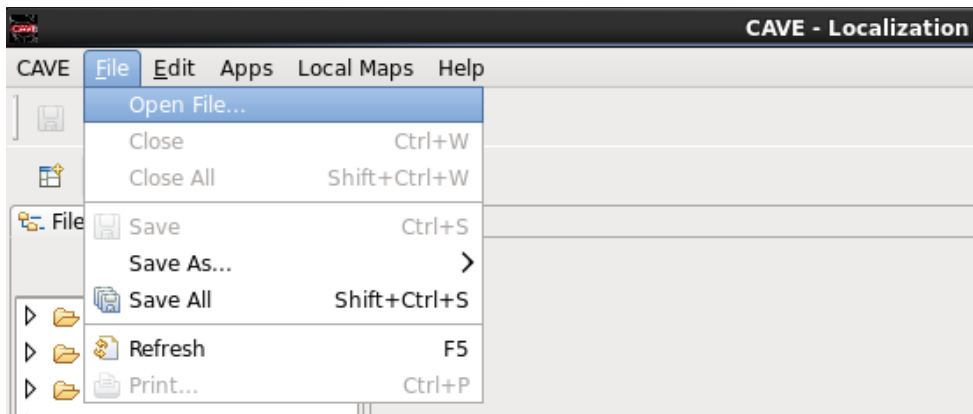 CAVE - Localization
CAVE File Edit Apps Local Maps Help
Open File...
Close Ctrl+W
Close All Shift+Ctrl+W
File
Save Ctrl+S
Save As...
Save All Shift+Ctrl+S
Refresh F5
Print... Ctrl+P